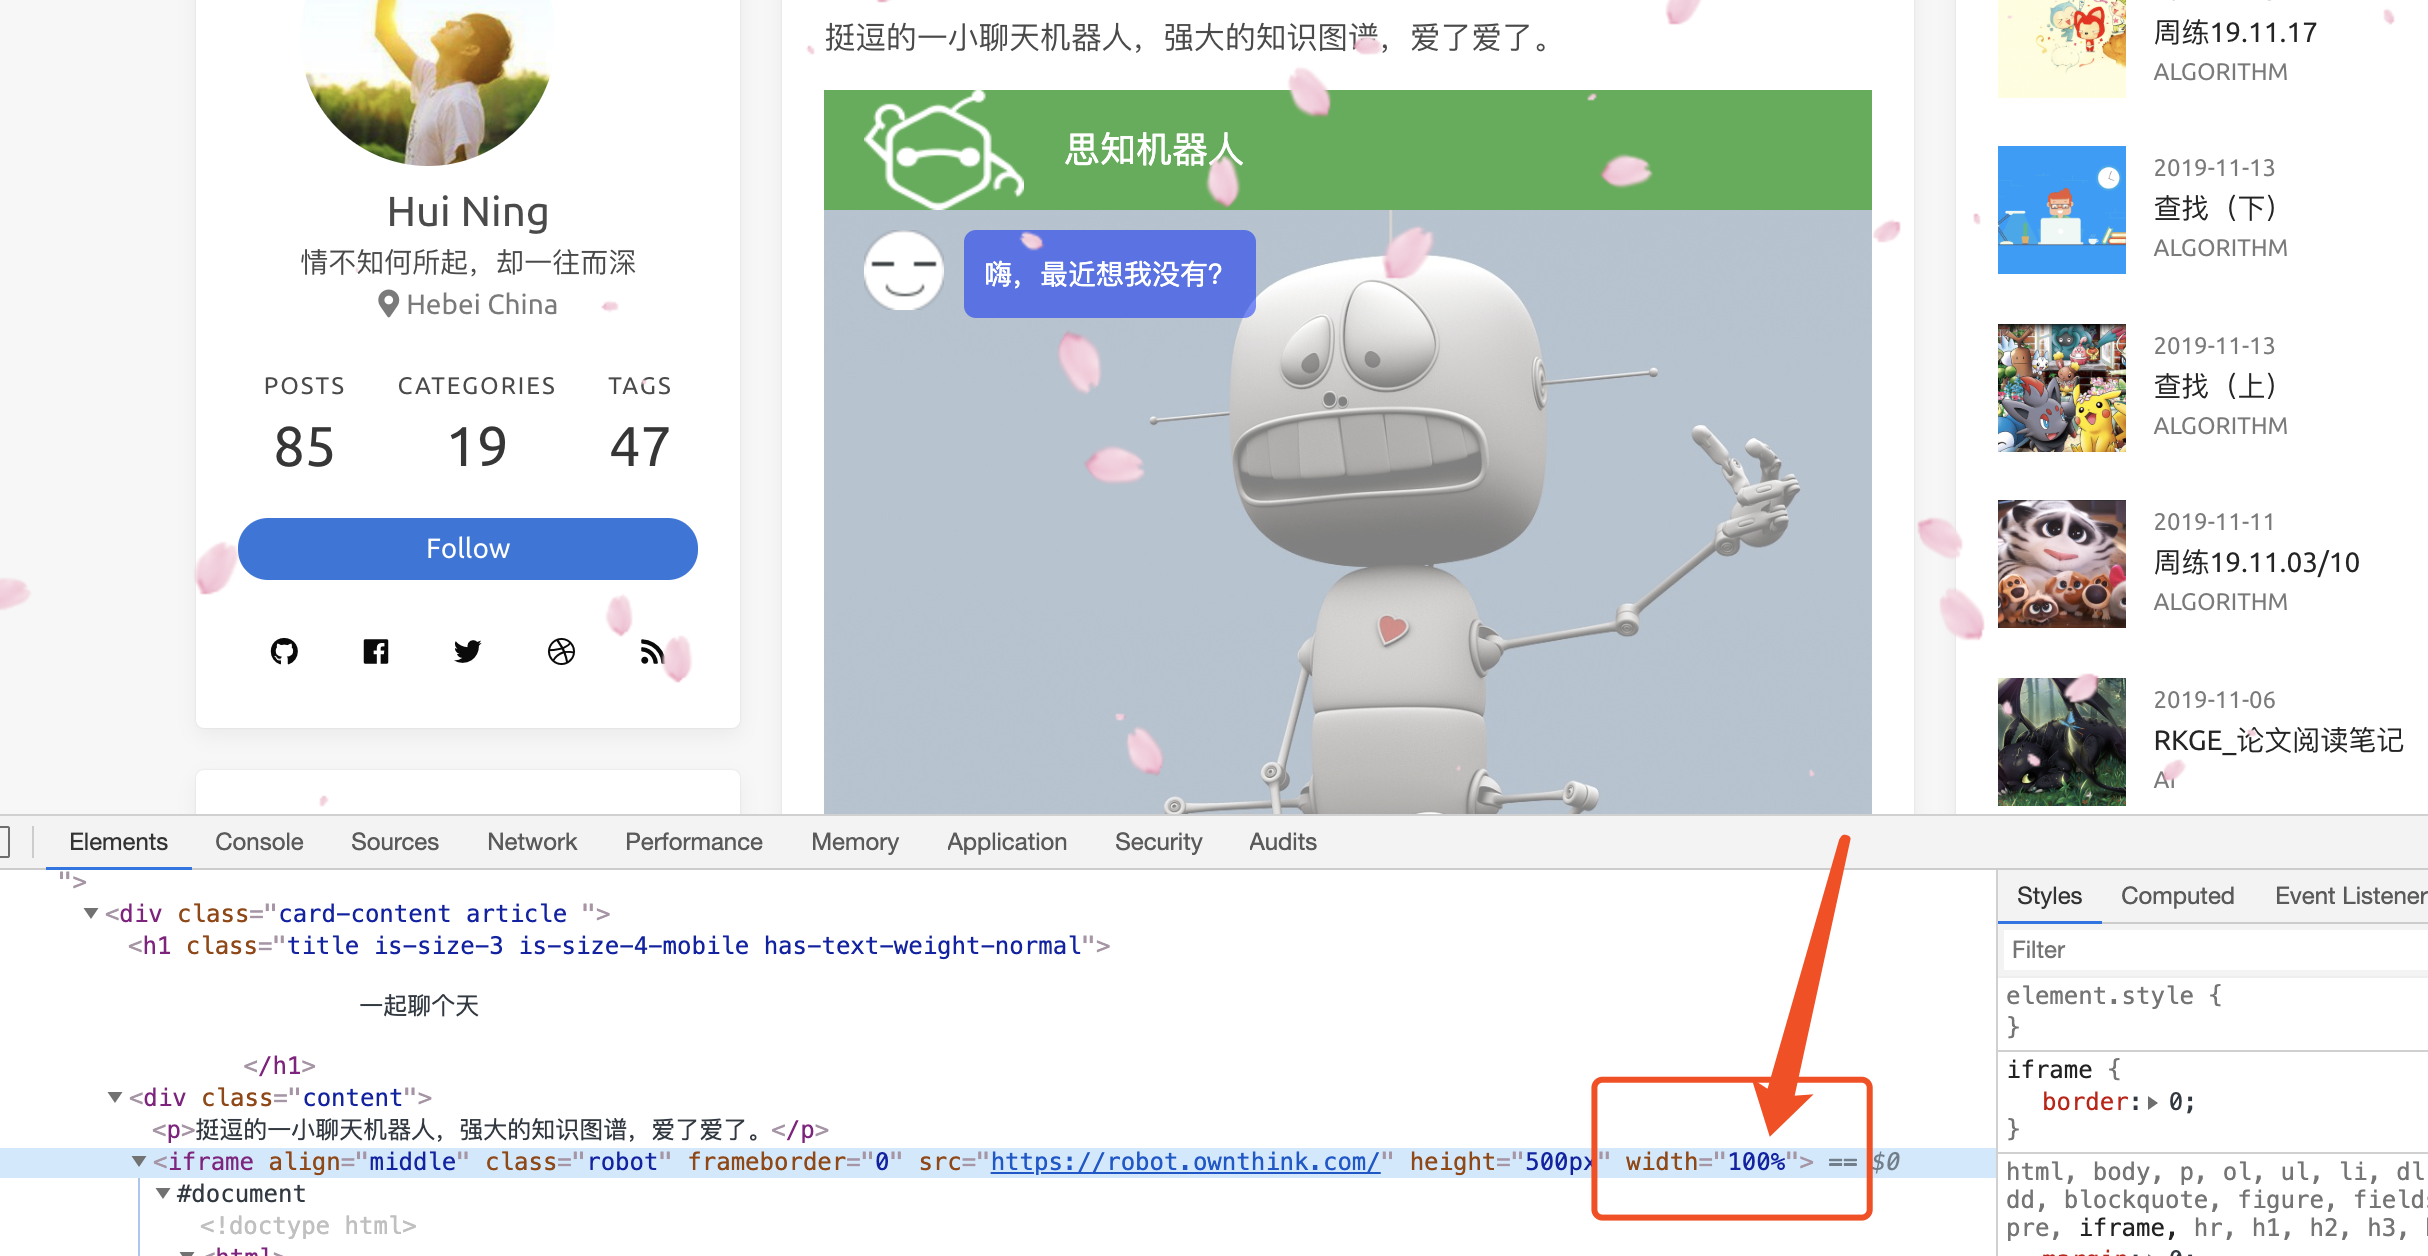 Hui Ning
情不知何所起，却一往而深
Hebei China
POSTS CATEGORIES TAGS
85 19 47
Follow
挺逗的一小聊天机器人，强大的知识图谱，爱了爱了。
思知机器人
嗨，最近想我没有？
周练19.11.17
ALGORITHM
2019-11-13
查找（下）
ALGORITHM
2019-11-13
查找（上）
ALGORITHM
2019-11-11
周练19.11.03/10
ALGORITHM
2019-11-06
RKGE_论文阅读笔记
AI
Elements Console Sources Network Performance Memory Application Security Audits
">
<div class="card-content article ">
<h1 class="title is-size-3 is-size-4-mobile has-text-weight-normal">
一起聊个天
</h1>
<div class="content">
<p>挺逗的一小聊天机器人，强大的知识图谱，爱了爱了。</p>
<iframe align="middle" class="robot" frameborder="0" src="https://robot.ownthink.com/" height="500px" width="100%"> == $0
#document
<!doctype html>
<html>
Styles Computed Event Listener
Filter
element.style {
}
iframe {
border: 0;
}
html, body, p, ol, ul, li, dl
dd, blockquote, figure, field
pre, iframe, hr, h1, h2, h3,
margin: 0;